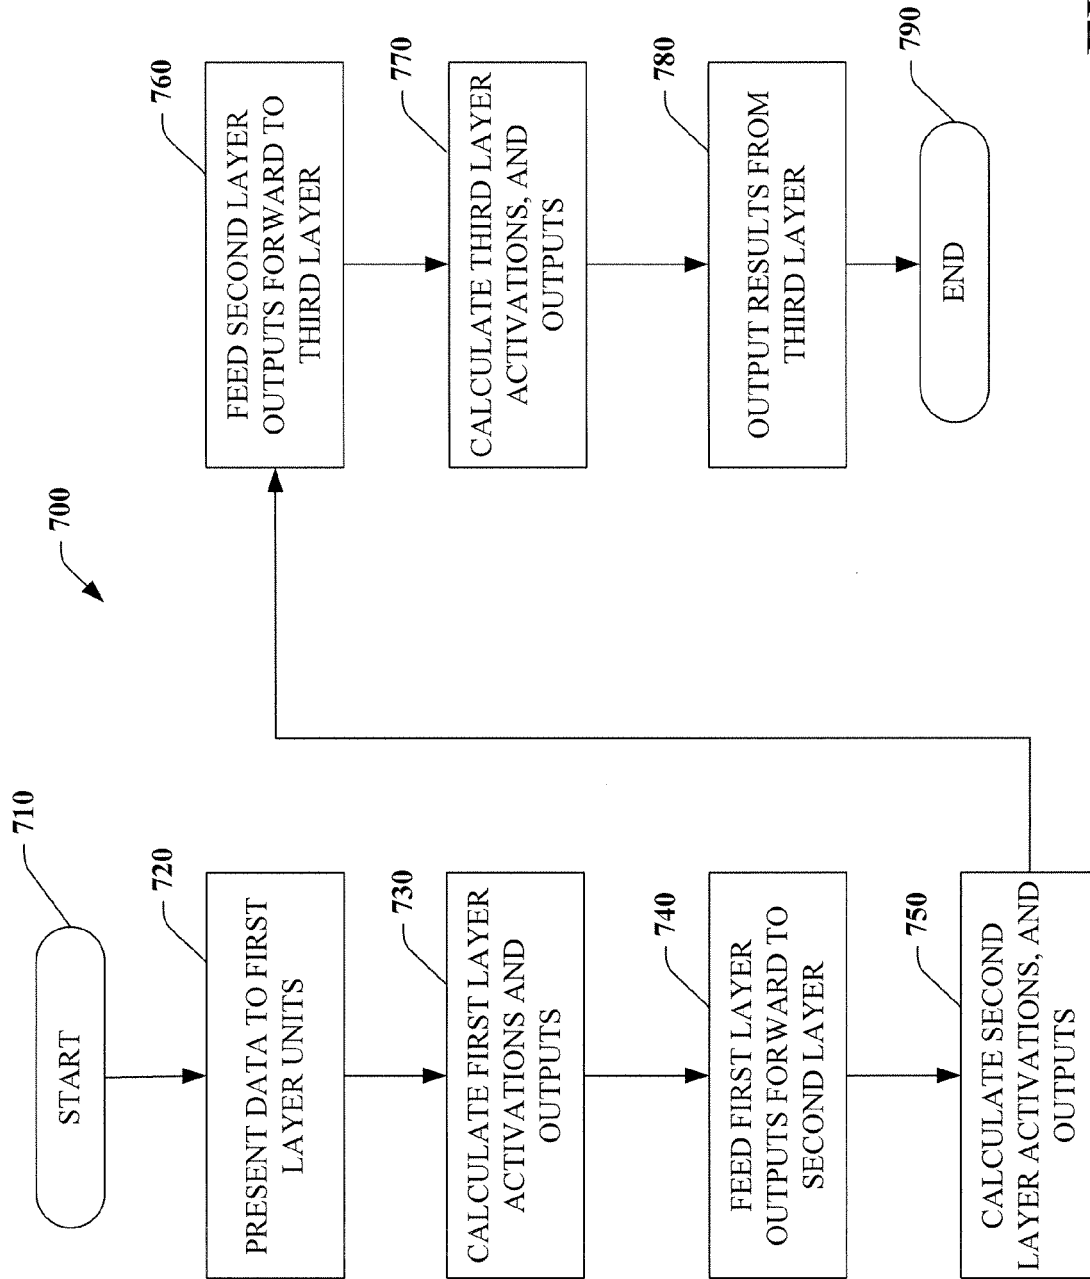 700
710
START
720
PRESENT DATA TO FIRST
LAYER UNITS
730
CALCULATE FIRST LAYER
ACTIVATIONS AND
OUTPUTS
740
FEED FIRST LAYER
OUTPUTS FORWARD TO
SECOND LAYER
750
CALCULATE SECOND
LAYER ACTIVATIONS, AND
OUTPUTS
760
FEED SECOND LAYER
OUTPUTS FORWARD TO
THIRD LAYER
770
CALCULATE THIRD LAYER
ACTIVATIONS, AND
OUTPUTS
780
OUTPUT RESULTS FROM
THIRD LAYER
790
END